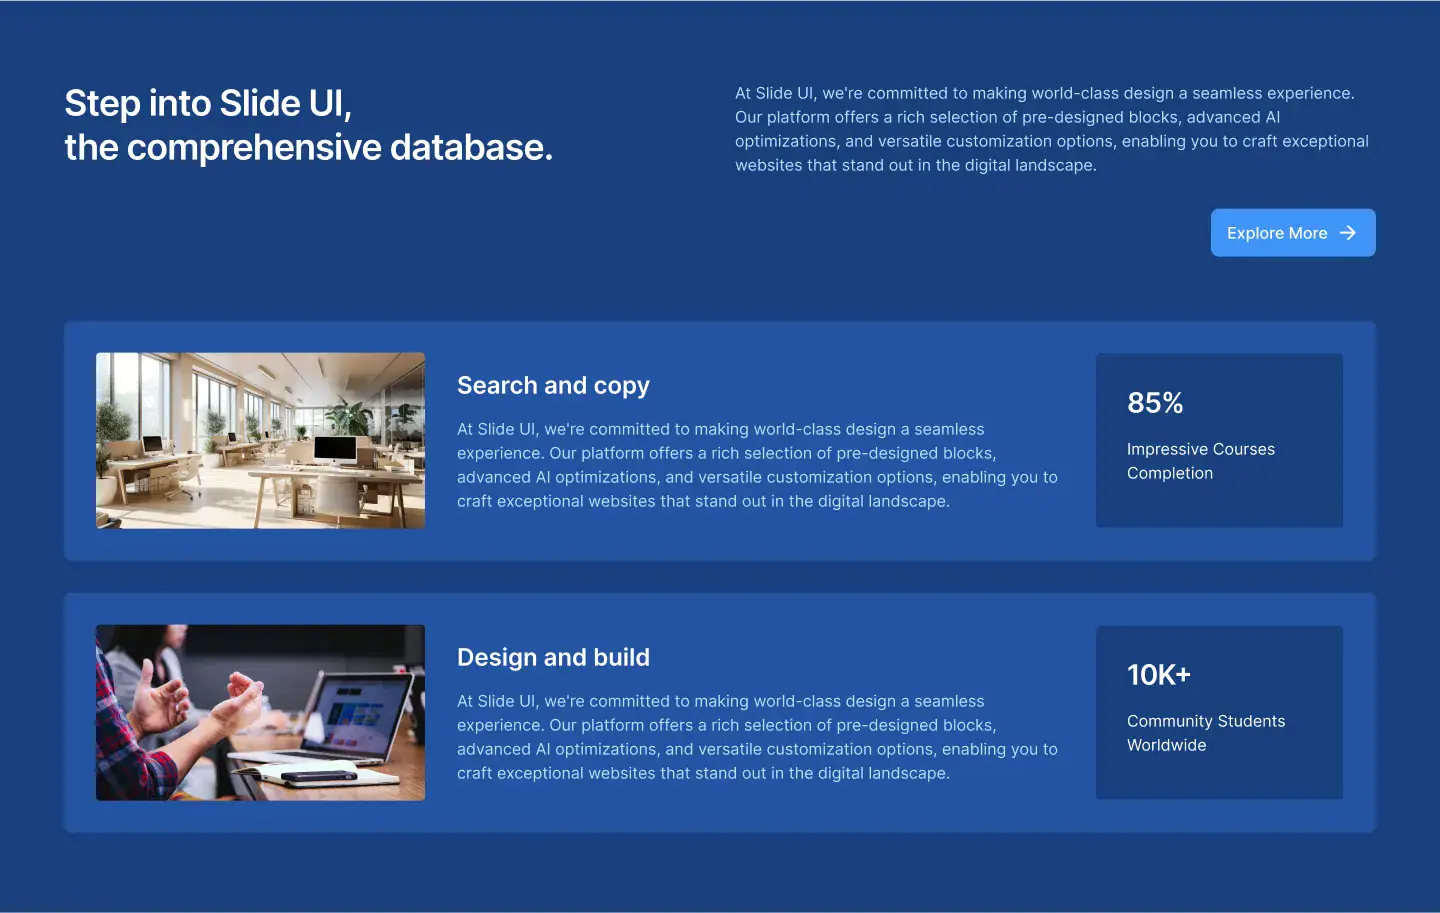 Step into Slide UI,
the comprehensive database.
At Slide UI, we're committed to making world-class design a seamless experience.
Our platform offers a rich selection of pre-designed blocks, advanced AI
optimizations, and versatile customization options, enabling you to craft exceptional
websites that stand out in the digital landscape.
Explore More
Search and copy
At Slide UI, we're committed to making world-class design a seamless
experience. Our platform offers a rich selection of pre-designed blocks,
advanced AI optimizations, and versatile customization options, enabling you to
craft exceptional websites that stand out in the digital landscape.
85%
Impressive Courses
Completion
Design and build
At Slide UI, we're committed to making world-class design a seamless
experience. Our platform offers a rich selection of pre-designed blocks,
advanced AI optimizations, and versatile customization options, enabling you to
craft exceptional websites that stand out in the digital landscape.
10K+
Community Students
Worldwide